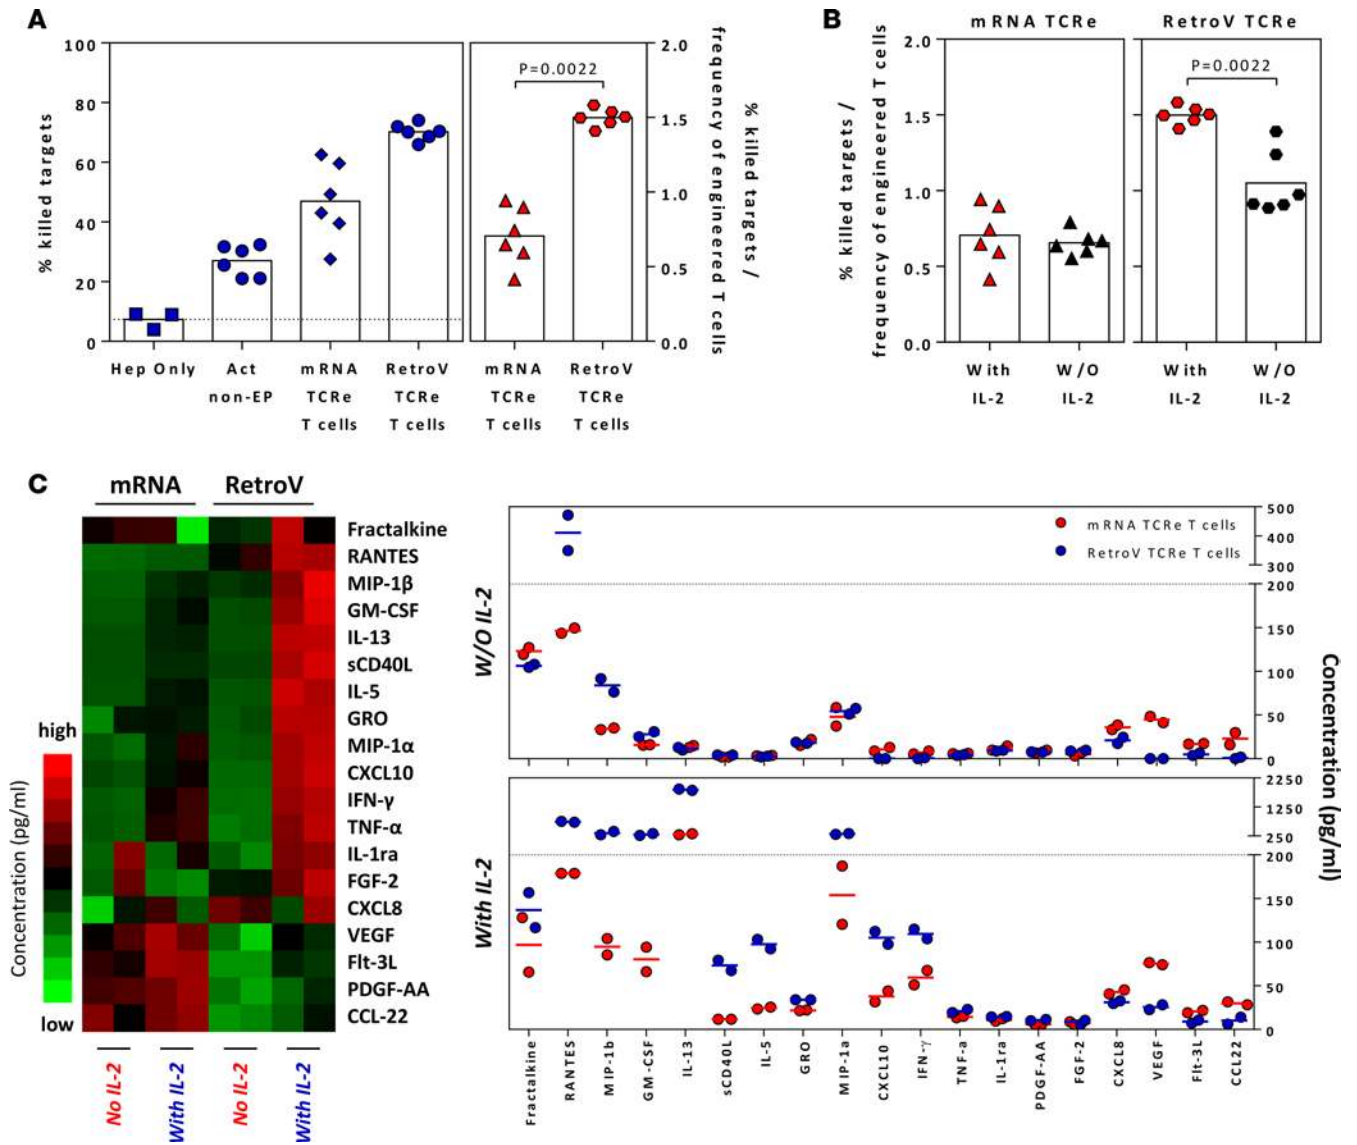 A
100
80
60
40
20
0
% killed targets
Hep Only
Act
non-EP
mRNA
TCRe
T cells
RetroV
TCRe
T cells
P=0.0022
mRNA
TCRe
T cells
RetroV
TCRe
T cells
2.0
1.5
1.0
0.5
0.0
% killed targets /
frequency of engineered T cells
B
mRNA TCRe
RetroV TCRe
% killed targets /
frequency of engineered T cells
2.0
1.5
1.0
0.5
0.0
P=0.0022
With
IL-2
W/O
IL-2
With
IL-2
W/O
IL-2
C
mRNA
RetroV
Fractalkine
RANTES
MIP-1β
GM-CSF
IL-13
sCD40L
IL-5
GRO
MIP-1α
CXCL10
IFN-γ
TNF-α
IL-1ra
FGF-2
CXCL8
VEGF
Flt-3L
PDGF-AA
CCL-22
high
Concentration (pg/ml)
low
No IL-2
With IL-2
No IL-2
With IL-2
W/O IL-2
mRNA TCRe T cells
RetroV TCRe T cells
500
400
300
200
150
100
50
0
With IL-2
2250
1250
250
200
150
100
50
0
Concentration (pg/ml)
Fractalkine
RANTES
MIP-1b
GM-CSF
IL-13
sCD40L
IL-5
GRO
MIP-1a
CXCL10
IFN-γ
TNF-a
IL-1ra
PDGF-AA
FGF-2
CXCL8
VEGF
Flt-3L
CCL22